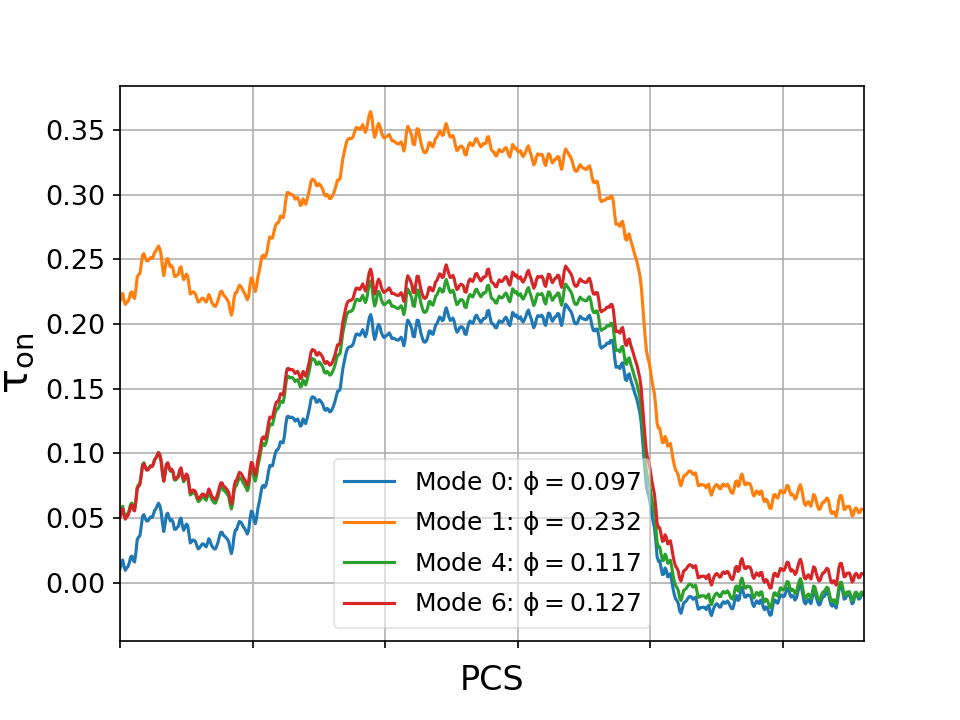 0.35
0.30
0.25
0.20
0.15
0.10
0.05
0.00
τon
Mode 0: ϕ = 0.097
Mode 1: ϕ = 0.232
Mode 4: ϕ = 0.117
Mode 6: ϕ = 0.127
PCS